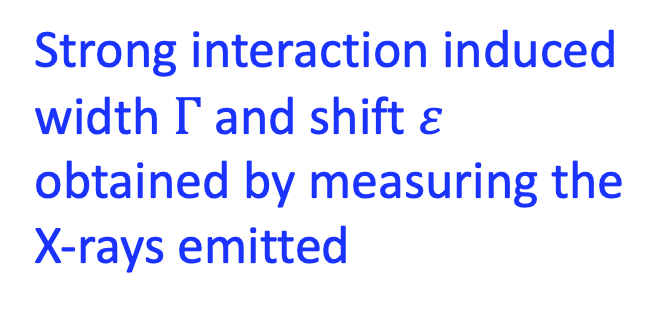 Strong interaction induced
width Γ and shift ε
obtained by measuring the
X-rays emitted